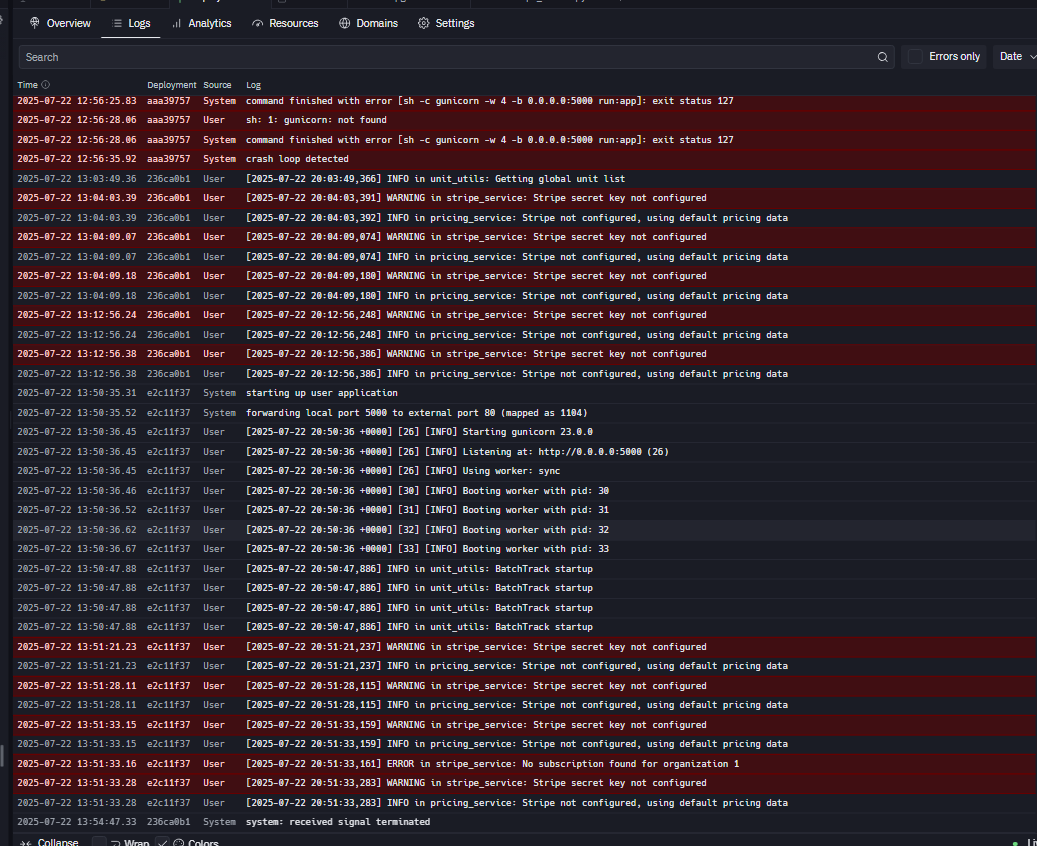 Overview Logs Analytics Resources Domains Settings
Search Errors only Date
Time Deployment Source Log
2025-07-22 12:56:25.83 aaa39757 System command finished with error [sh -c gunicorn -w 4 -b 0.0.0.0:5000 run:app]: exit status 127
2025-07-22 12:56:28.06 aaa39757 User sh: 1: gunicorn: not found
2025-07-22 12:56:28.06 aaa39757 System command finished with error [sh -c gunicorn -w 4 -b 0.0.0.0:5000 run:app]: exit status 127
2025-07-22 12:56:35.92 aaa39757 System crash loop detected
2025-07-22 13:03:49.36 236ca0b1 User [2025-07-22 20:03:49,366] INFO in unit_utils: Getting global unit list
2025-07-22 13:04:03.39 236ca0b1 User [2025-07-22 20:04:03,391] WARNING in stripe_service: Stripe secret key not configured
2025-07-22 13:04:03.39 236ca0b1 User [2025-07-22 20:04:03,392] INFO in pricing_service: Stripe not configured, using default pricing data
2025-07-22 13:04:09.07 236ca0b1 User [2025-07-22 20:04:09,074] WARNING in stripe_service: Stripe secret key not configured
2025-07-22 13:04:09.07 236ca0b1 User [2025-07-22 20:04:09,074] INFO in pricing_service: Stripe not configured, using default pricing data
2025-07-22 13:04:09.18 236ca0b1 User [2025-07-22 20:04:09,180] WARNING in stripe_service: Stripe secret key not configured
2025-07-22 13:04:09.18 236ca0b1 User [2025-07-22 20:04:09,180] INFO in pricing_service: Stripe not configured, using default pricing data
2025-07-22 13:12:56.24 236ca0b1 User [2025-07-22 20:12:56,248] WARNING in stripe_service: Stripe secret key not configured
2025-07-22 13:12:56.24 236ca0b1 User [2025-07-22 20:12:56,248] INFO in pricing_service: Stripe not configured, using default pricing data
2025-07-22 13:12:56.38 236ca0b1 User [2025-07-22 20:12:56,386] WARNING in stripe_service: Stripe secret key not configured
2025-07-22 13:12:56.38 236ca0b1 User [2025-07-22 20:12:56,386] INFO in pricing_service: Stripe not configured, using default pricing data
2025-07-22 13:50:35.31 e2c11f37 System starting up user application
2025-07-22 13:50:35.52 e2c11f37 System forwarding local port 5000 to external port 80 (mapped as 1104)
2025-07-22 13:50:36.45 e2c11f37 User [2025-07-22 20:50:36 +0000] [26] [INFO] Starting gunicorn 23.0.0
2025-07-22 13:50:36.45 e2c11f37 User [2025-07-22 20:50:36 +0000] [26] [INFO] Listening at: http://0.0.0.0:5000 (26)
2025-07-22 13:50:36.45 e2c11f37 User [2025-07-22 20:50:36 +0000] [26] [INFO] Using worker: sync
2025-07-22 13:50:36.46 e2c11f37 User [2025-07-22 20:50:36 +0000] [30] [INFO] Booting worker with pid: 30
2025-07-22 13:50:36.52 e2c11f37 User [2025-07-22 20:50:36 +0000] [31] [INFO] Booting worker with pid: 31
2025-07-22 13:50:36.62 e2c11f37 User [2025-07-22 20:50:36 +0000] [32] [INFO] Booting worker with pid: 32
2025-07-22 13:50:36.67 e2c11f37 User [2025-07-22 20:50:36 +0000] [33] [INFO] Booting worker with pid: 33
2025-07-22 13:50:47.88 e2c11f37 User [2025-07-22 20:50:47,886] INFO in unit_utils: BatchTrack startup
2025-07-22 13:50:47.88 e2c11f37 User [2025-07-22 20:50:47,886] INFO in unit_utils: BatchTrack startup
2025-07-22 13:50:47.88 e2c11f37 User [2025-07-22 20:50:47,886] INFO in unit_utils: BatchTrack startup
2025-07-22 13:50:47.88 e2c11f37 User [2025-07-22 20:50:47,886] INFO in unit_utils: BatchTrack startup
2025-07-22 13:51:21.23 e2c11f37 User [2025-07-22 20:51:21,237] WARNING in stripe_service: Stripe secret key not configured
2025-07-22 13:51:21.23 e2c11f37 User [2025-07-22 20:51:21,237] INFO in pricing_service: Stripe not configured, using default pricing data
2025-07-22 13:51:28.11 e2c11f37 User [2025-07-22 20:51:28,115] WARNING in stripe_service: Stripe secret key not configured
2025-07-22 13:51:28.11 e2c11f37 User [2025-07-22 20:51:28,115] INFO in pricing_service: Stripe not configured, using default pricing data
2025-07-22 13:51:33.15 e2c11f37 User [2025-07-22 20:51:33,159] WARNING in stripe_service: Stripe secret key not configured
2025-07-22 13:51:33.15 e2c11f37 User [2025-07-22 20:51:33,159] INFO in pricing_service: Stripe not configured, using default pricing data
2025-07-22 13:51:33.16 e2c11f37 User [2025-07-22 20:51:33,161] ERROR in stripe_service: No subscription found for organization 1
2025-07-22 13:51:33.28 e2c11f37 User [2025-07-22 20:51:33,283] WARNING in stripe_service: Stripe secret key not configured
2025-07-22 13:51:33.28 e2c11f37 User [2025-07-22 20:51:33,283] INFO in pricing_service: Stripe not configured, using default pricing data
2025-07-22 13:54:47.33 236ca0b1 System system: received signal terminated
Collapse Wrap Colors